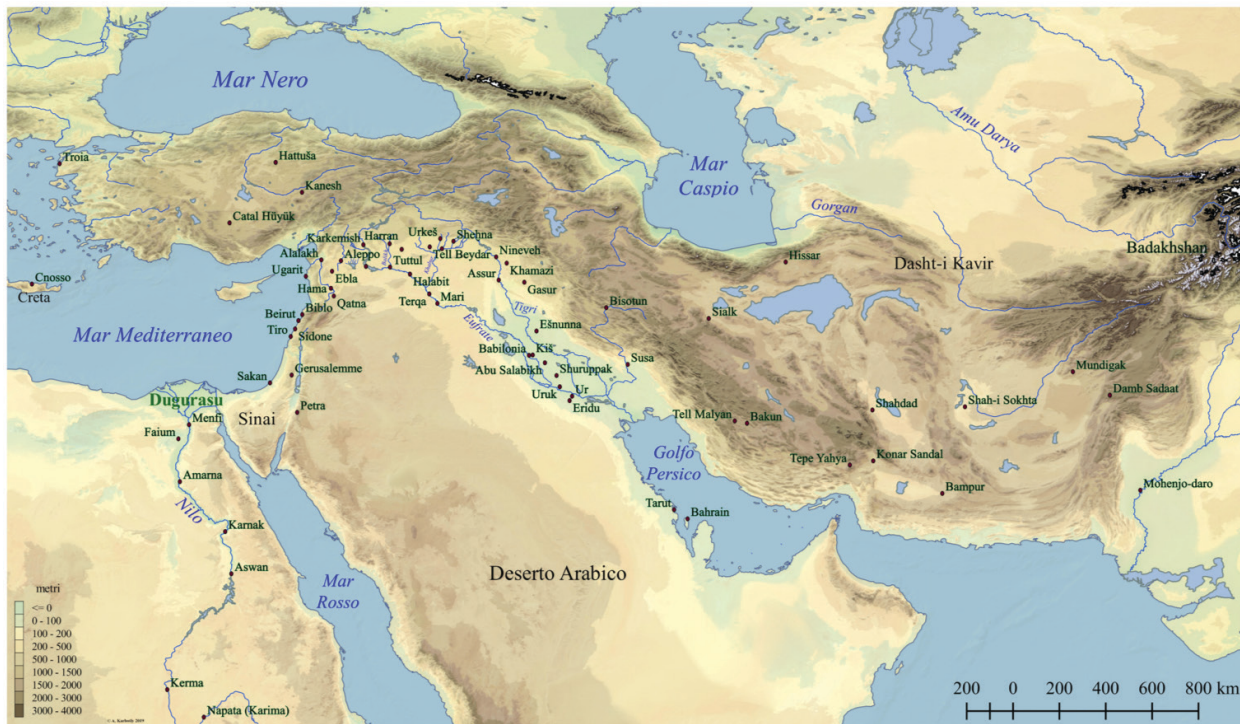 Mar Nero
Amu Darya
Mar
Caspio
Troia
Hattuša
Kanesh
Gorgan
Catal Hüyük
Karkemish
Harran
Urkeš
Shehna
Badakhshan
Alalakh
Aleppo
Tuttul
Tell Beydar
Nineveh
Hissar
Dasht-i Kavir
Cnosso
Creta
Ugarit
Ebla
Halabit
Assur
Khamazi
Gasur
Hama
Qatna
Terqa
Mari
Tigri
Bisotun
Sialk
Beirut
Biblo
Mar Mediterraneo
Tiro
Sidone
Eufrate
Ešnunna
Babilonia
Kiš
Susa
Abu Salabikh
Shuruppak
Mundigak
Sakan
Gerusalemme
Ur
Uruk
Eridu
Damb Sadaat
Dugurasu
Menfi
Sinai
Petra
Shahdad
Shah-i Sokhta
Tell Malyan
Bakun
Faium
Golfo
Persico
Tepe Yahya
Konar Sandal
Amarna
Bampur
Mohenjo-daro
Nilo
Tarut
Bahrain
Karnak
Aswan
Mar
Rosso
Deserto Arabico
metri
<= 0
0 - 100
100 - 200
200 - 500
500 - 1000
1000 - 1500
1500 - 2000
2000 - 3000
3000 - 4000
Kerma
Napata (Karima)
200 0 200 400 600 800 km